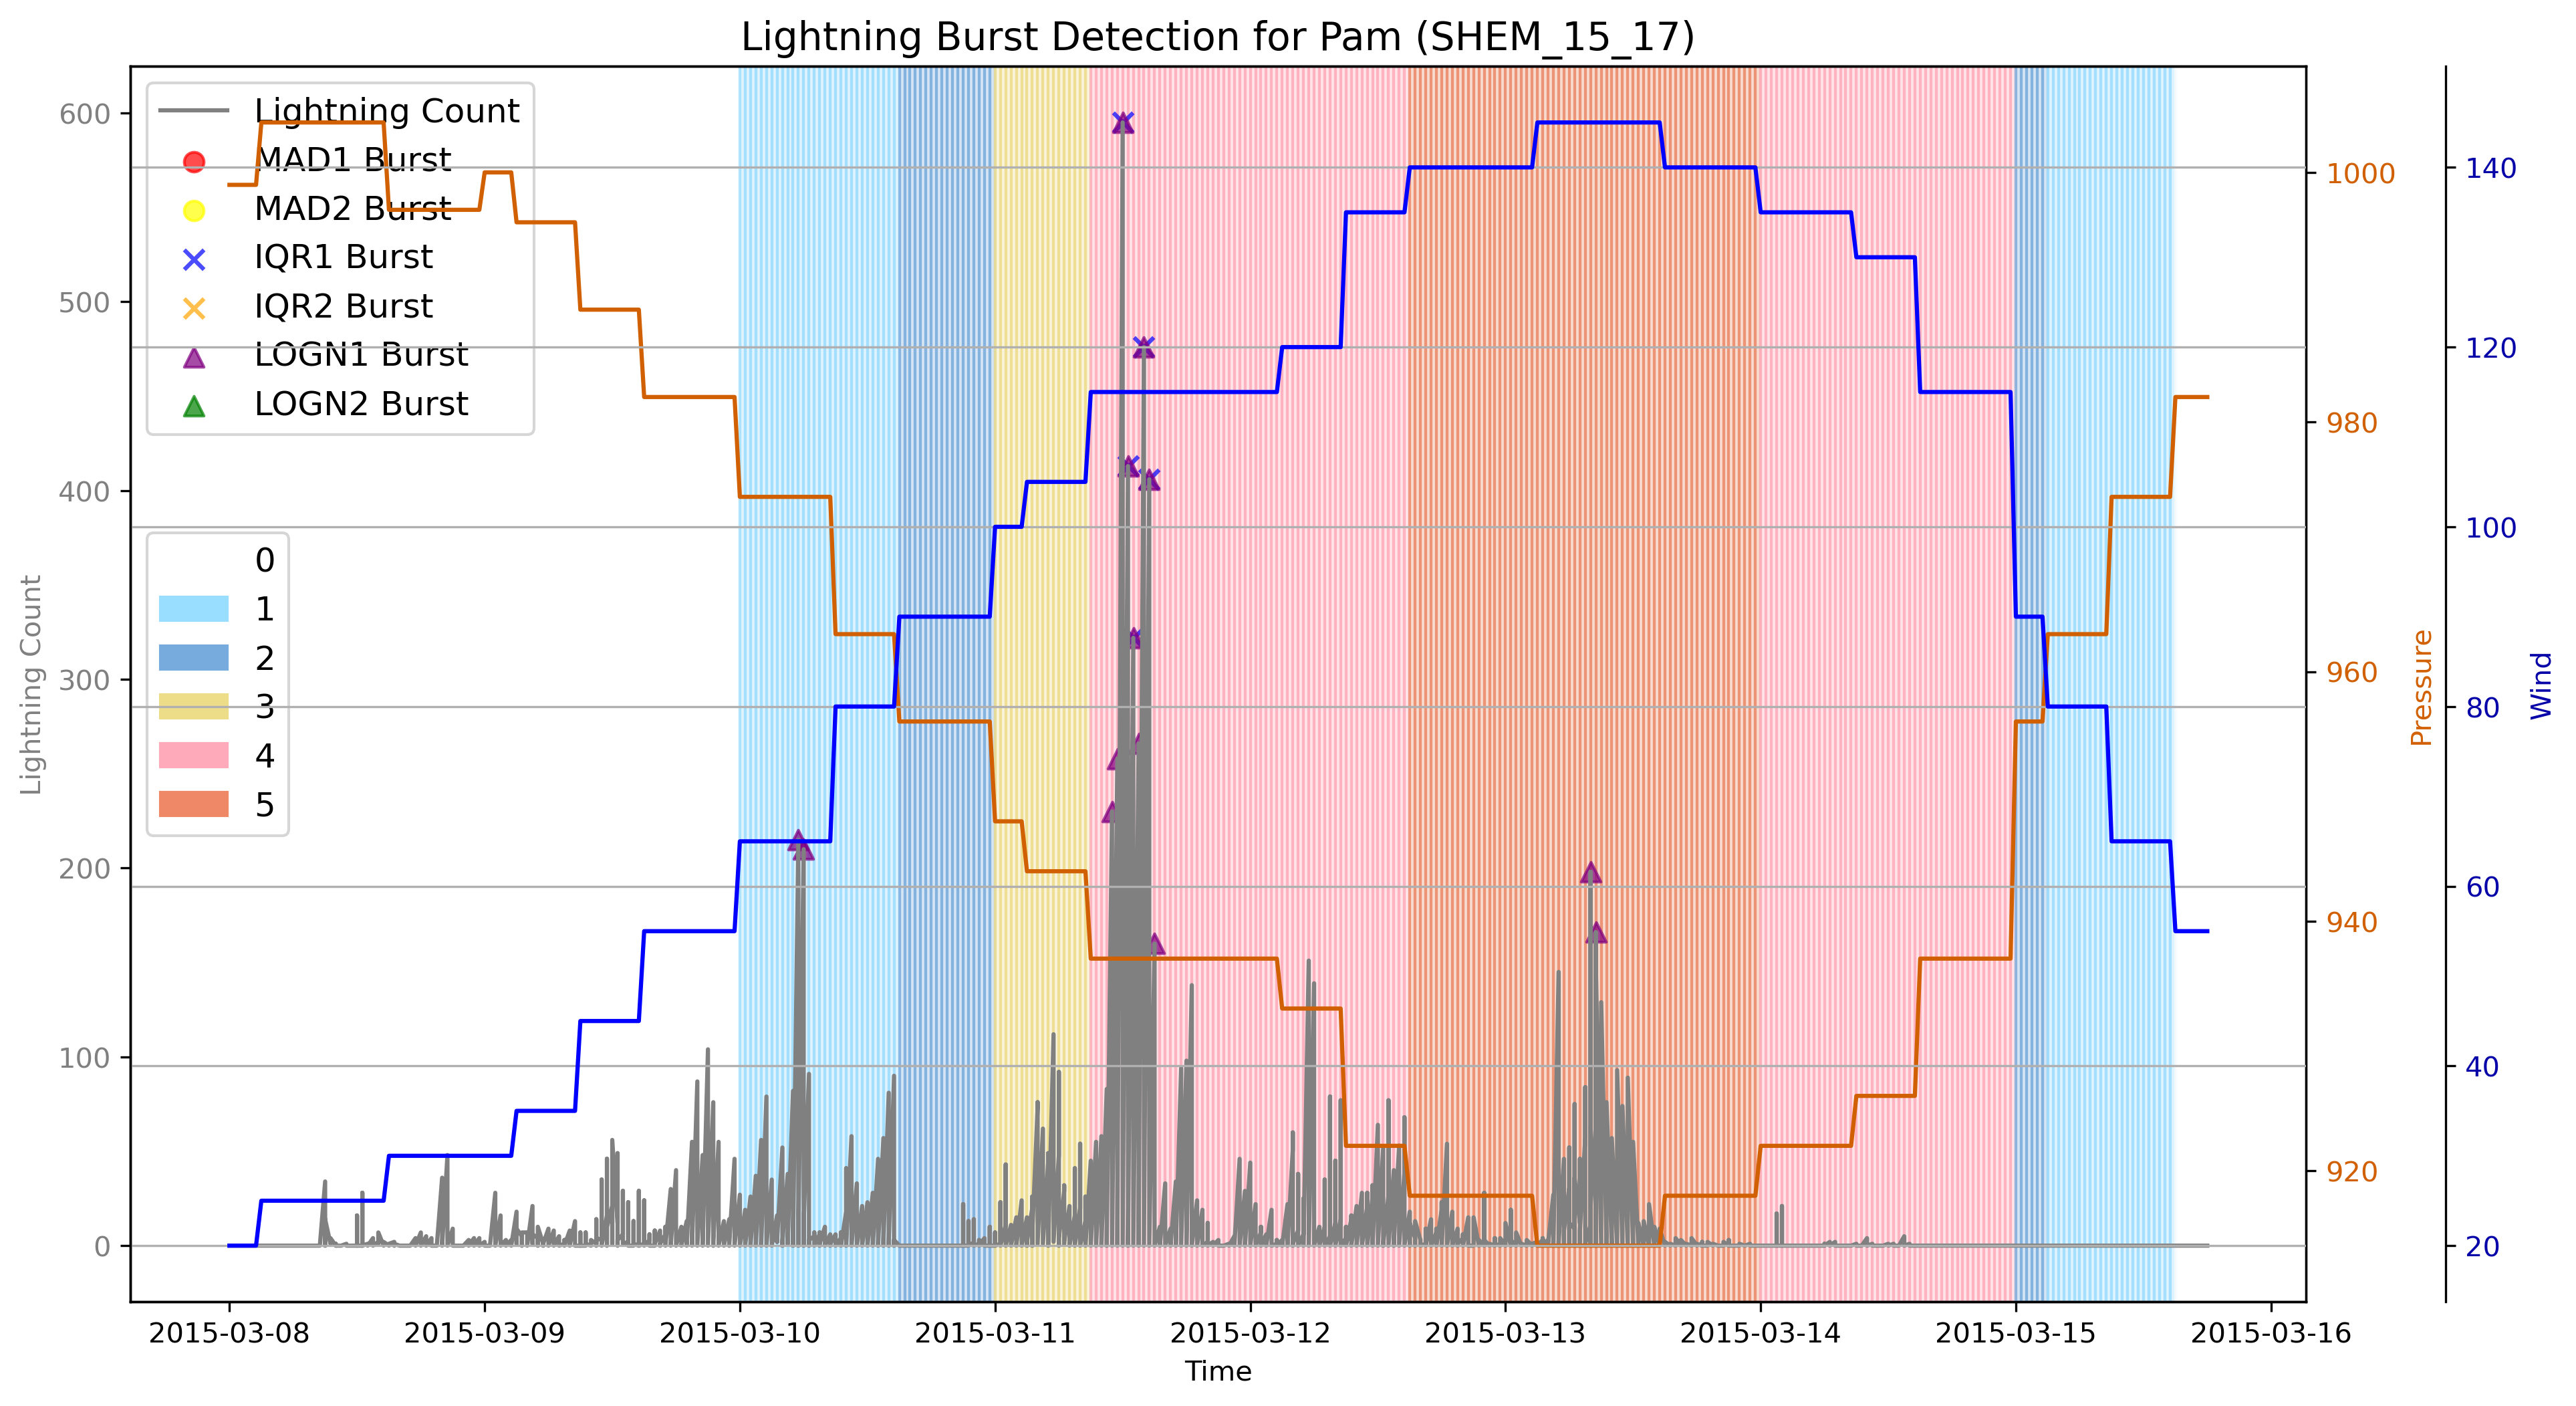 Lightning Burst Detection for Pam (SHEM_15_17)
Lightning Count
MAD1 Burst
MAD2 Burst
IQR1 Burst
IQR2 Burst
LOGN1 Burst
LOGN2 Burst
0
1
2
3
4
5
600
500
400
300
200
100
0
Lightning Count
1000
980
960
940
920
Pressure
140
120
100
80
60
40
20
Wind
2015-03-08
2015-03-09
2015-03-10
2015-03-11
2015-03-12
2015-03-13
2015-03-14
2015-03-15
2015-03-16
Time